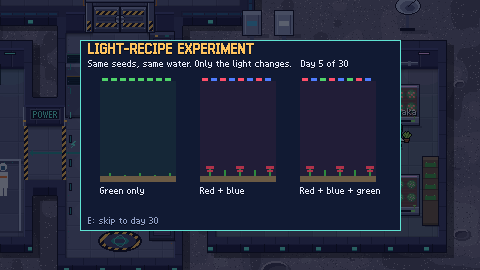 LIGHT-RECIPE EXPERIMENT
Same seeds, same water. Only the light changes. Day 5 of 30
POWER
Green only
Red + blue
Red + blue + green
E: skip to day 30